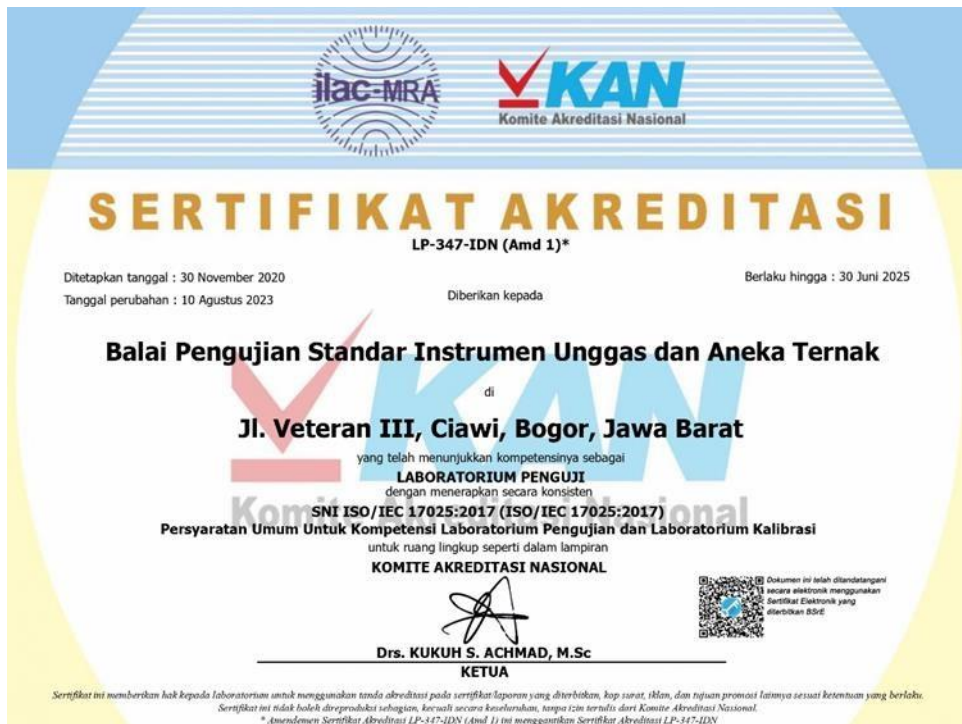 ilac-MRA
KAN
Komite Akreditasi Nasional
SERTIFIKAT AKREDITASI
LP-347-IDN (Amd 1)*
Ditetapkan tanggal : 30 November 2020
Tanggal perubahan : 10 Agustus 2023
Berlaku hingga : 30 Juni 2025
Diberikan kepada
Balai Pengujian Standar Instrumen Unggas dan Aneka Ternak
di
Jl. Veteran III, Ciawi, Bogor, Jawa Barat
yang telah menunjukkan kompetensinya sebagai
LABORATORIUM PENGUJI
dengan menerapkan secara konsisten
SNI ISO/IEC 17025:2017 (ISO/IEC 17025:2017)
Persyaratan Umum Untuk Kompetensi Laboratorium Pengujian dan Laboratorium Kalibrasi
untuk ruang lingkup seperti dalam lampiran
KOMITE AKREDITASI NASIONAL
Dokumen ini telah ditandatangani
secara elektronik menggunakan
Sertifikat Elektronik yang
diterbitkan BSrE
Drs. KUKUH S. ACHMAD, M.Sc
KETUA
Sertifikat ini memberikan hak kepada laboratorium untuk menggunakan tanda akreditasi pada sertifikat/laporan yang diterbitkan, kop surat, iklan, dan tujuan promosi lainnya sesuai ketentuan yang berlaku.
Sertifikat ini tidak boleh direproduksi sebagian, kecuali secara keseluruhan, tanpa izin tertulis dari Komite Akreditasi Nasional.
* Amendemen Sertifikat Akreditasi LP-347-IDN (Amd 1) ini menggantikan Sertifikat Akreditasi LP-347-IDN
KAN
Komite Akreditasi Nasional